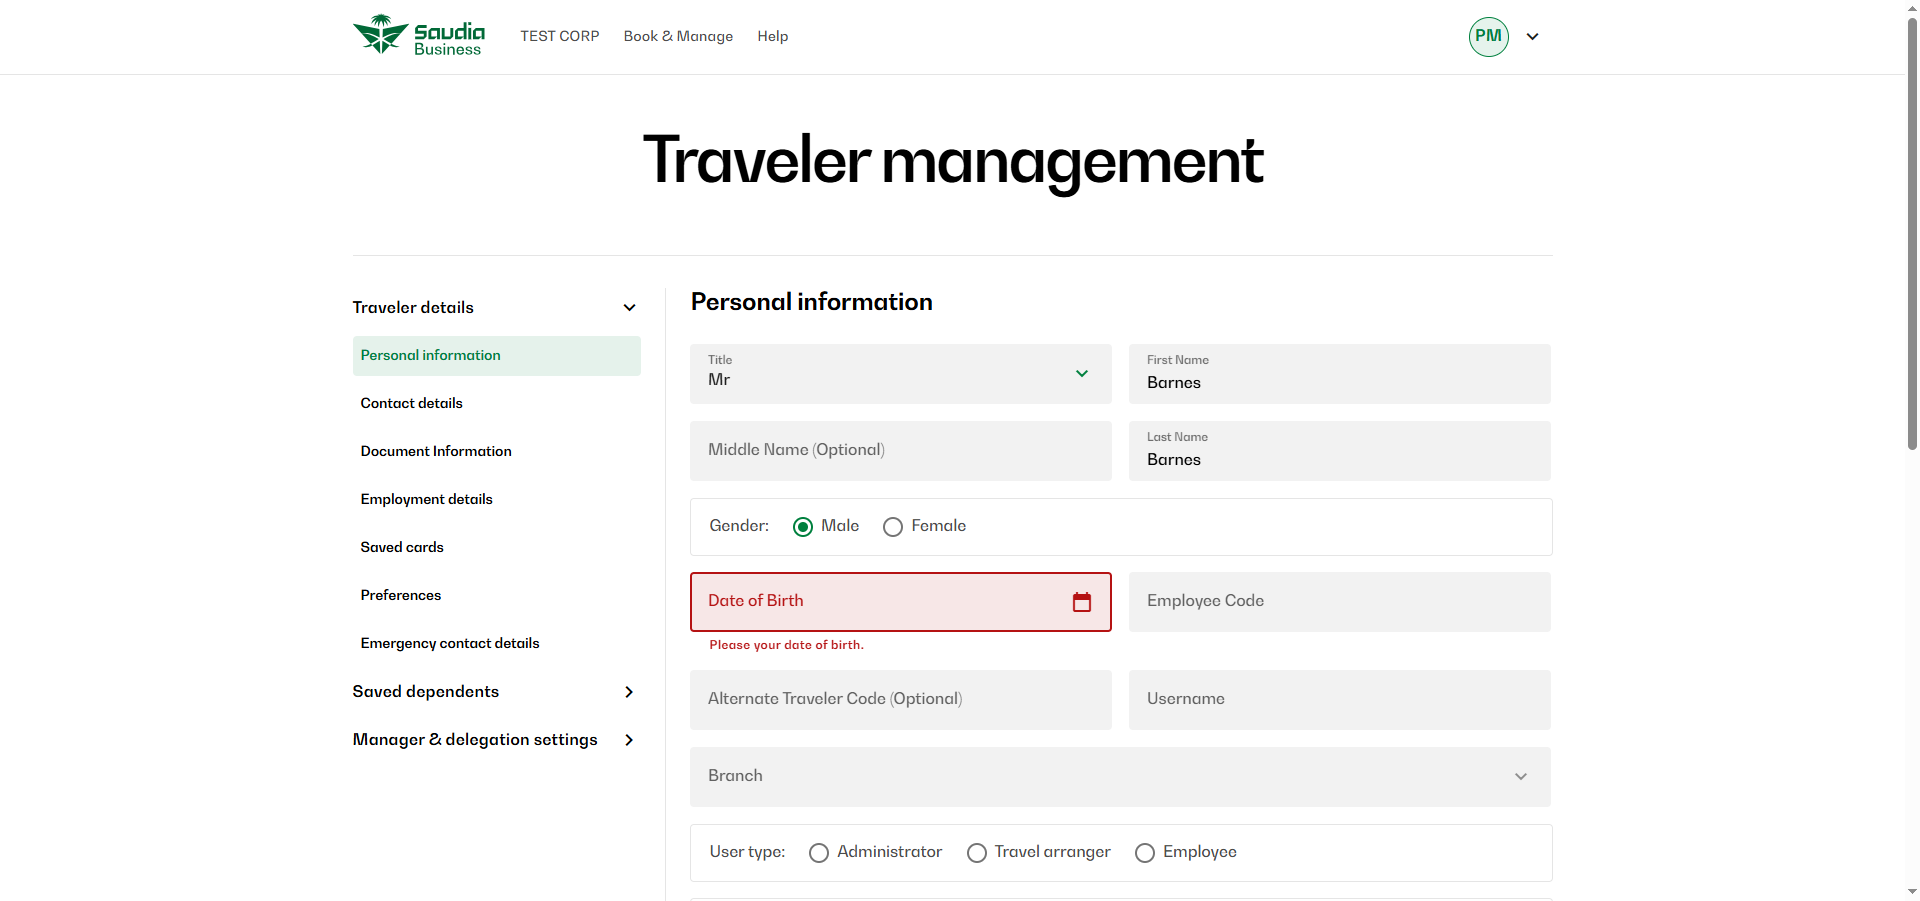 Saudia
Business
TEST CORP
Book & Manage
Help
PM
Traveler management
Traveler details
Personal information
Contact details
Document Information
Employment details
Saved cards
Preferences
Emergency contact details
Saved dependents
Manager & delegation settings
Personal information
Title
Mr
First Name
Barnes
Middle Name (Optional)
Last Name
Barnes
Gender:
Male
Female
Date of Birth
Please your date of birth.
Employee Code
Alternate Traveler Code (Optional)
Username
Branch
User type:
Administrator
Travel arranger
Employee